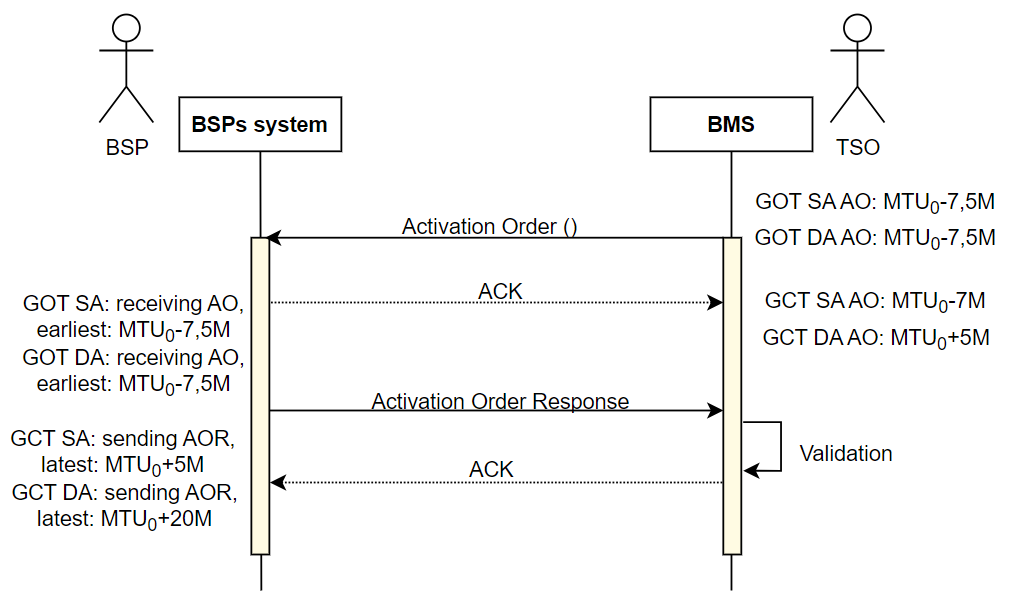 BSP
BSPs system
BMS
TSO
GOT SA AO: MTU₀-7,5M
Activation Order ()
GOT DA AO: MTU₀-7,5M
ACK
GOT SA: receiving AO,
earliest: MTU₀-7,5M
GOT DA: receiving AO,
earliest: MTU₀-7,5M
GCT SA AO: MTU₀-7M
GCT DA AO: MTU₀+5M
Activation Order Response
GCT SA: sending AOR,
latest: MTU₀+5M
GCT DA: sending AOR,
latest: MTU₀+20M
Validation
ACK